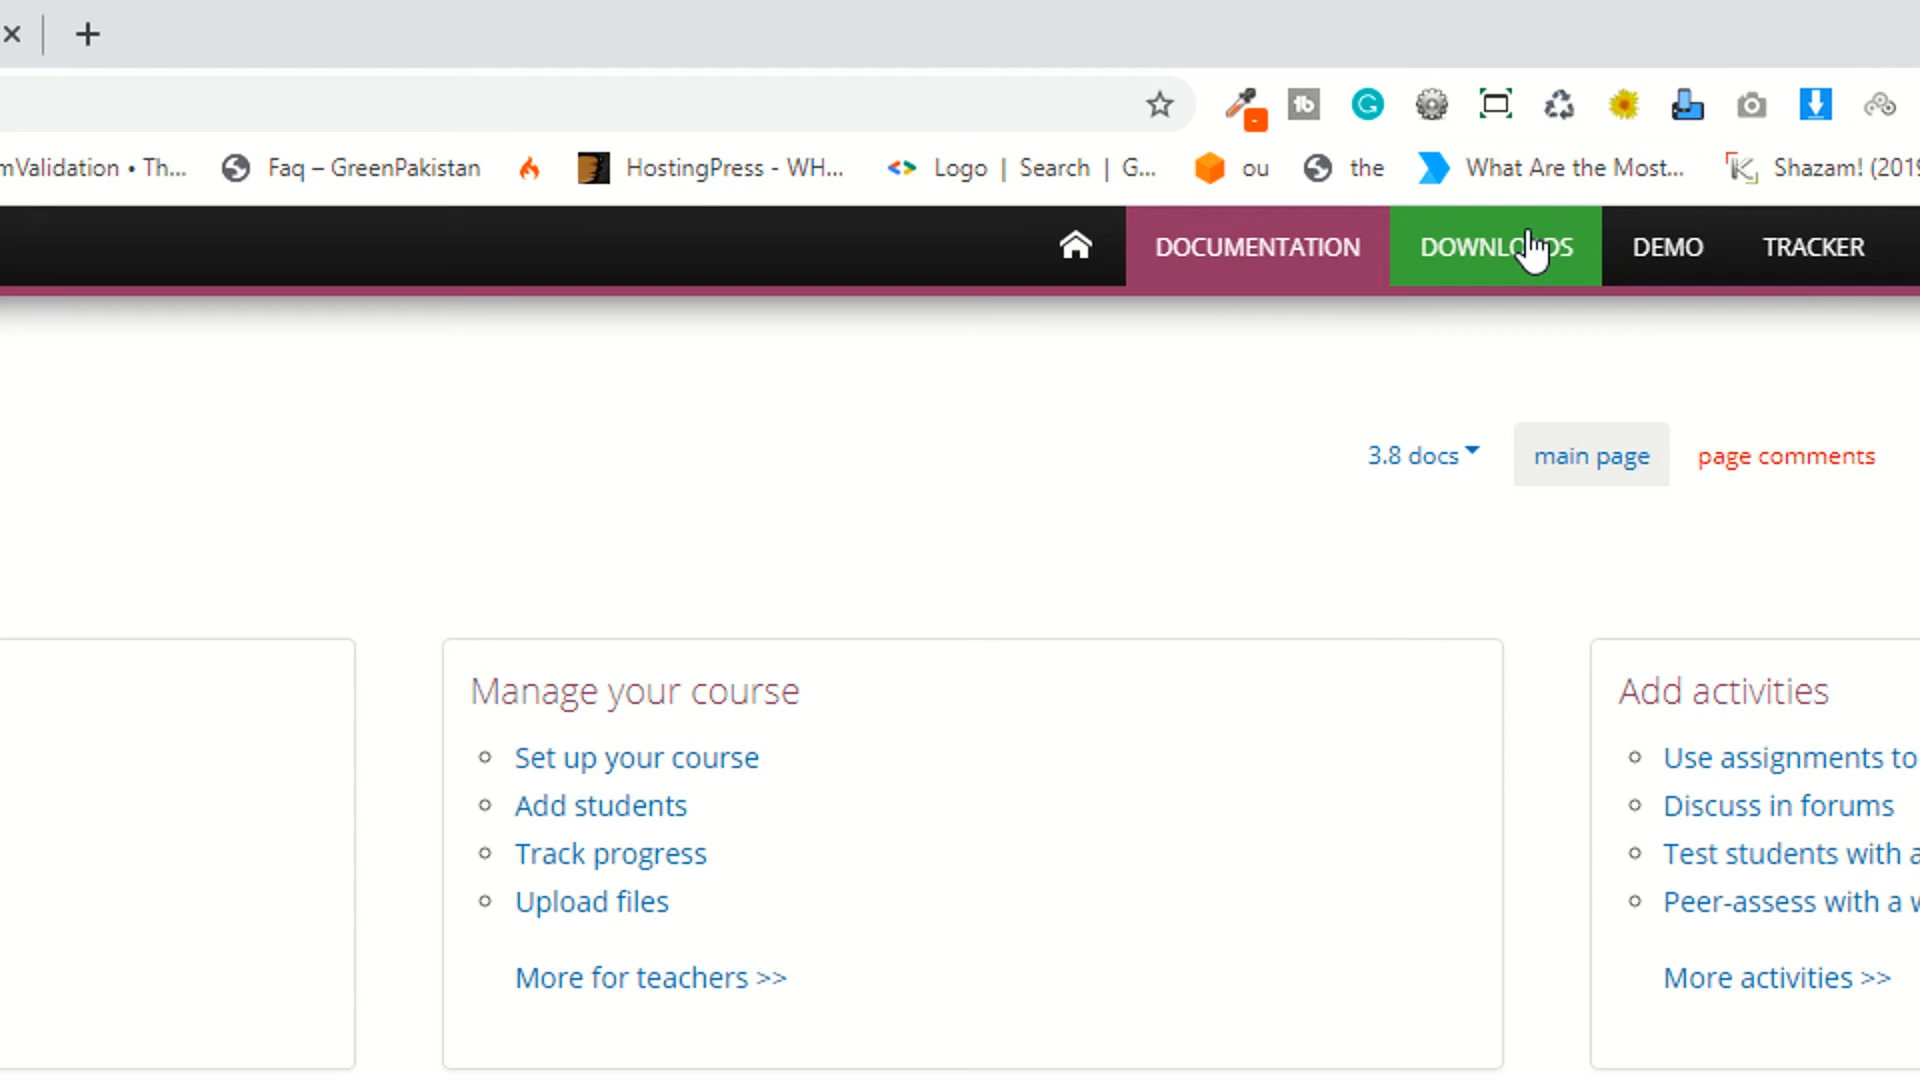 mValidation • Th... Faq – GreenPakistan HostingPress - WH... Logo | Search | G... ou the What Are the Most... Shazam! (2019
DOCUMENTATION DOWNLOADS DEMO TRACKER
3.8 docs main page page comments
Manage your course
Set up your course
Add students
Track progress
Upload files
More for teachers >>
Add activities
Use assignments to
Discuss in forums
Test students with a
Peer-assess with a w
More activities >>